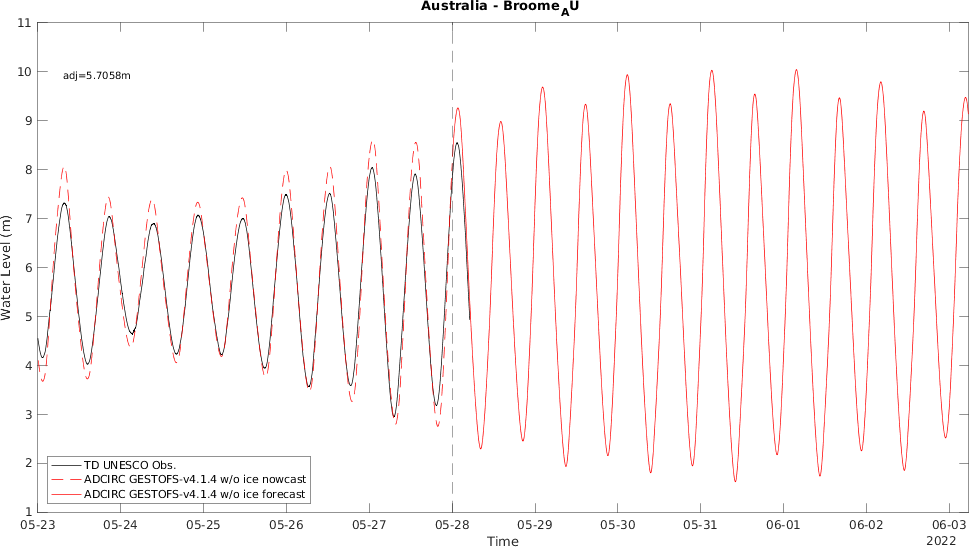 Australia - Broome_AU
11
10
9
8
7
6
5
4
3
2
1
Water Level (m)
adj=5.7058m
TD UNESCO Obs.
ADCIRC GESTOFS-v4.1.4 w/o ice nowcast
ADCIRC GESTOFS-v4.1.4 w/o ice forecast
05-23 05-24 05-25 05-26 05-27 05-28 05-29 05-30 05-31 06-01 06-02 06-03
Time 2022